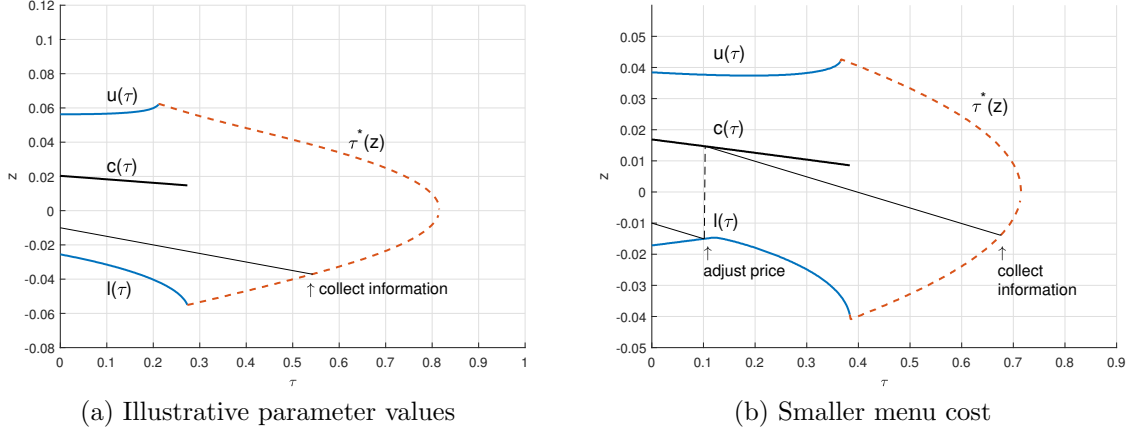 0.12
0.1
0.08
0.06
0.04
0.02
0
-0.02
-0.04
-0.06
-0.08
z
u(τ)
c(τ)
l(τ)
τ*(z)
↑ collect information
0 0.1 0.2 0.3 0.4 0.5 0.6 0.7 0.8 0.9 1
τ
(a) Illustrative parameter values
0.05
0.04
0.03
0.02
0.01
0
-0.01
-0.02
-0.03
-0.04
-0.05
z
u(τ)
c(τ)
τ*(z)
l(τ)
↑
adjust price
↑
collect
information
0 0.1 0.2 0.3 0.4 0.5 0.6 0.7 0.8 0.9
τ
(b) Smaller menu cost